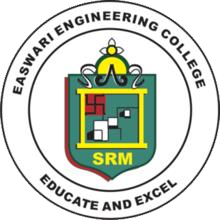 EASWARI ENGINEERING COLLEGE
SRM
EDUCATE AND EXCEL